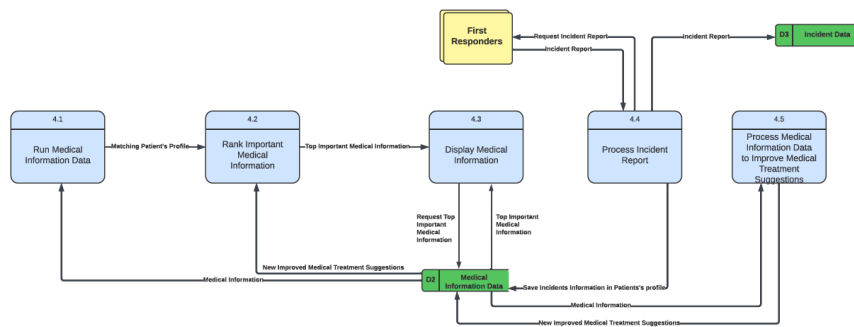 First
Responders
Request Incident Report
Incident Report
Incident Report
D3
Incident Data
4.1
Run Medical
Information Data
Matching Patient's Profile
4.2
Rank Important
Medical
Information
Top Important Medical Information
4.3
Display Medical
Information
4.4
Process Incident
Report
4.5
Process Medical
Information Data
to Improve Medical
Treatment
Suggestions
Request Top
Important
Medical
Information
Top Important
Medical
Information
New Improved Medical Treatment Suggestions
Medical Information
D2
Medical
Information Data
Save Incidents Information in Patients's profile
Medical Information
New Improved Medical Treatment Suggestions